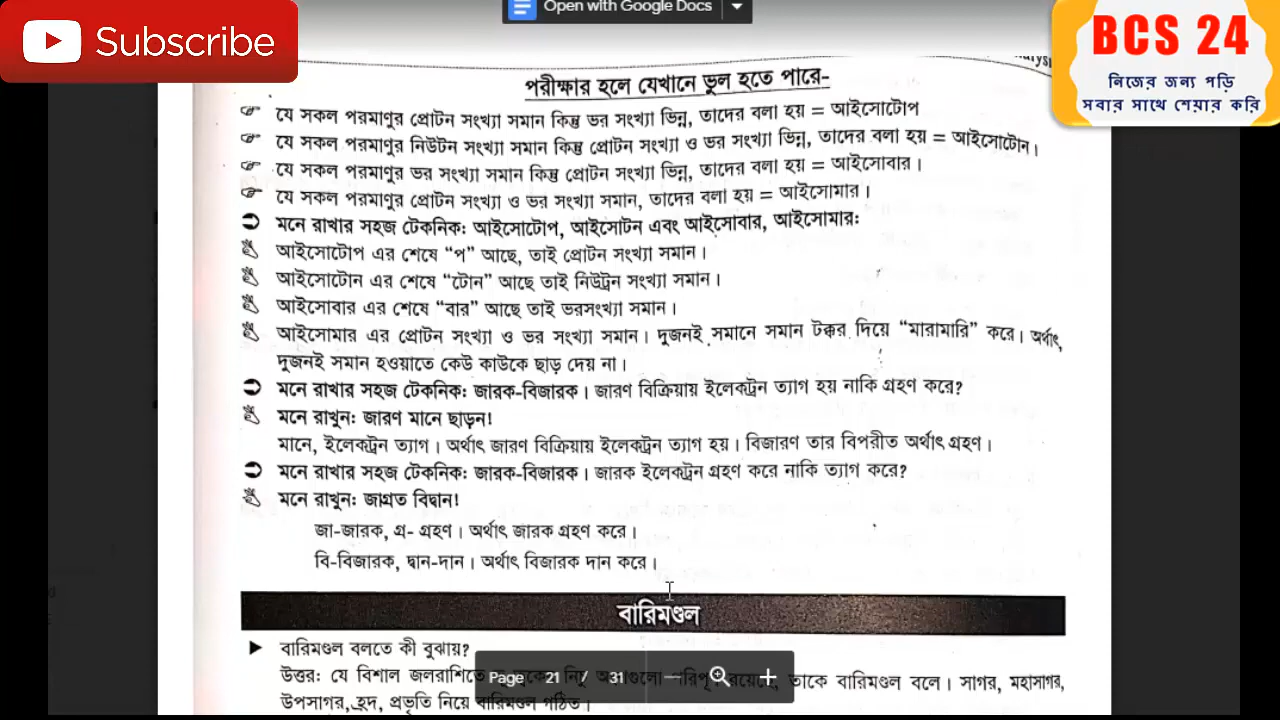 Subscribe
Open with Google Docs
BCS 24
নিজের জন্য পড়ি
সবার সাথে শেয়ার করি
পরীক্ষার হলে যেখানে ভুল হতে পারে-
যে সকল পরমাণুর প্রোটন সংখ্যা সমান কিন্তু ভর সংখ্যা ভিন্ন, তাদের বলা হয় = আইসোটোপ
যে সকল পরমাণুর নিউটন সংখ্যা সমান কিন্তু প্রোটন সংখ্যা ও ভর সংখ্যা ভিন্ন, তাদের বলা হয় = আইসোটোন।
যে সকল পরমাণুর ভর সংখ্যা সমান কিন্তু প্রোটন সংখ্যা ভিন্ন, তাদের বলা হয় = আইসোবার।
যে সকল পরমাণুর প্রোটন সংখ্যা ও ভর সংখ্যা সমান, তাদের বলা হয় = আইসোমার।
মনে রাখার সহজ টেকনিক: আইসোটোপ, আইসোটন এবং আইসোবার, আইসোমার:
আইসোটোপ এর শেষে “প” আছে, তাই প্রোটন সংখ্যা সমান।
আইসোটোন এর শেষে “টোন” আছে তাই নিউট্রন সংখ্যা সমান।
আইসোবার এর শেষে “বার” আছে তাই ভরসংখ্যা সমান।
আইসোমার এর প্রোটন সংখ্যা ও ভর সংখ্যা সমান। দুজনই সমানে সমান টক্কর দিয়ে “মারামারি” করে। অর্থাৎ,
দুজনই সমান হওয়াতে কেউ কাউকে ছাড় দেয় না।
মনে রাখার সহজ টেকনিক: জারক-বিজারক। জারণ বিক্রিয়ায় ইলেকট্রন ত্যাগ হয় নাকি গ্রহণ করে?
মনে রাখুন: জারণ মানে ছাড়ন!
মানে, ইলেকট্রন ত্যাগ। অর্থাৎ জারণ বিক্রিয়ায় ইলেকট্রন ত্যাগ হয়। বিজারণ তার বিপরীত অর্থাৎ গ্রহণ।
মনে রাখার সহজ টেকনিক: জারক-বিজারক। জারক ইলেকট্রন গ্রহণ করে নাকি ত্যাগ করে?
মনে রাখুন: জাগ্রত বিদ্বান!
জা-জারক, গ্র- গ্রহণ। অর্থাৎ জারক গ্রহণ করে।
বি-বিজারক, দ্বান-দান। অর্থাৎ বিজারক দান করে।
বারিমণ্ডল
বারিমণ্ডল বলতে কী বুঝায়?
উত্তর: যে বিশাল জলরাশিতে তাকে বারিমণ্ডল বলে। সাগর, মহাসাগর,
উপসাগর, হ্রদ, প্রভৃতি নিয়ে বারিমণ্ডল গঠিত।
Page 21 / 31